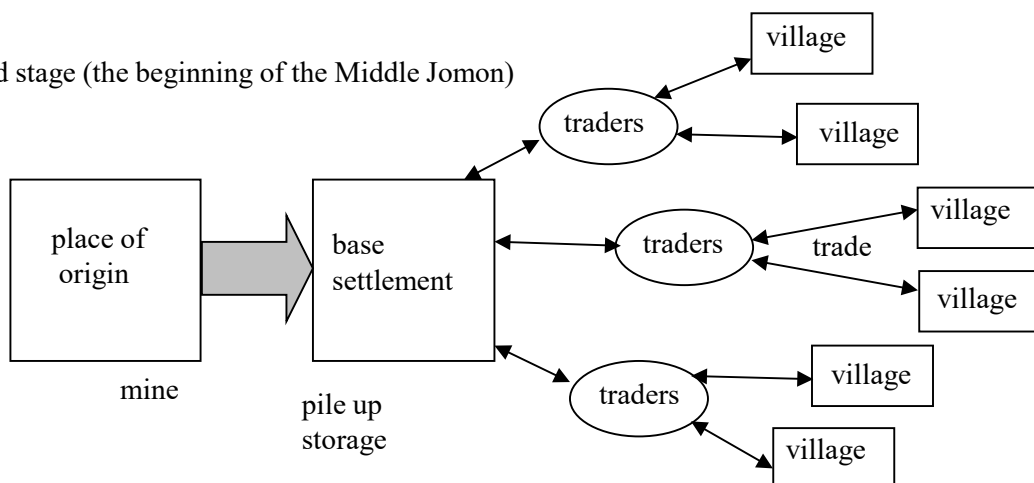 village
d stage (the beginning of the Middle Jomon)
traders
village
place of
origin
base
settlement
traders
trade
village
village
mine
pile up
storage
traders
village
village